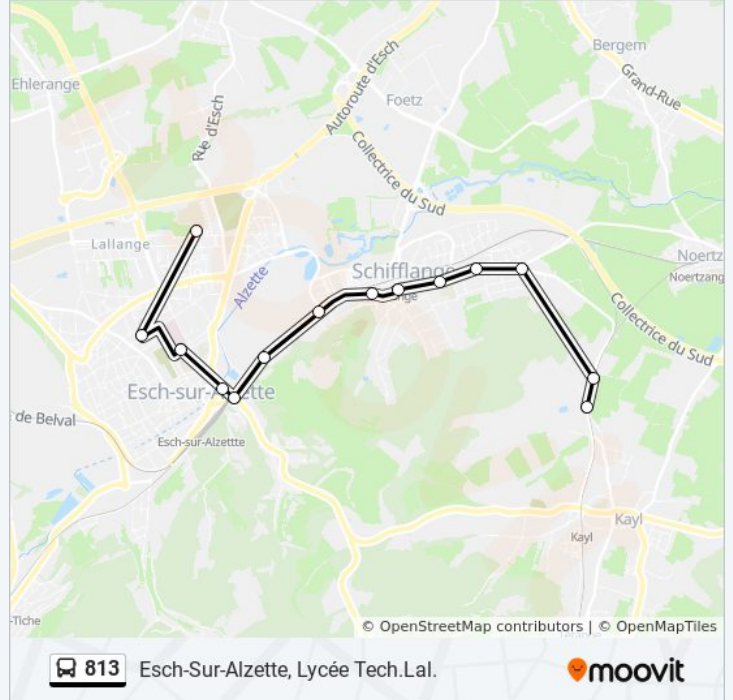 Bergem
Grand-Rue
Ehlerange
Autoroute d'Esch
Foetz
Rue d'Esch
Collectrice du Sud
Lallange
Noertz
Schifflange
Noertzang
Alzette
nge
Collectrice du Sud
Esch-sur-Alzette
de Belval
Esch-sur-Alzettte
Kayl
Kayl
-Tiche
© OpenStreetMap contributors | © OpenMapTiles
813 Esch-Sur-Alzette, Lycée Tech.Lal.
moovit